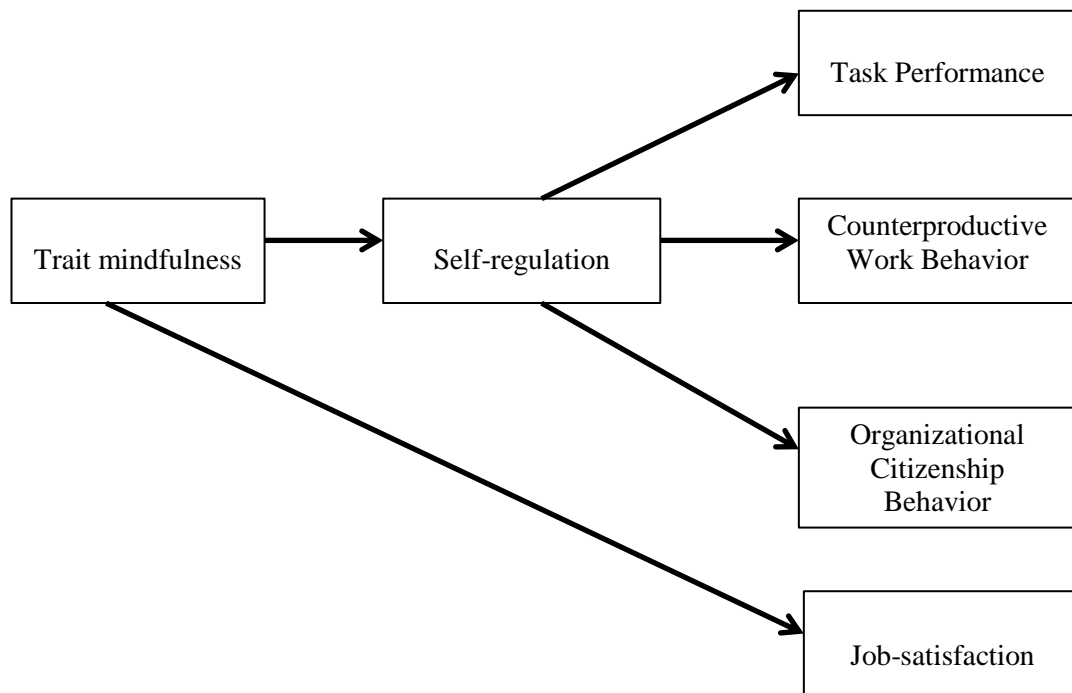 Task Performance
Trait mindfulness
Self-regulation
Counterproductive
Work Behavior
Organizational
Citizenship
Behavior
Job-satisfaction